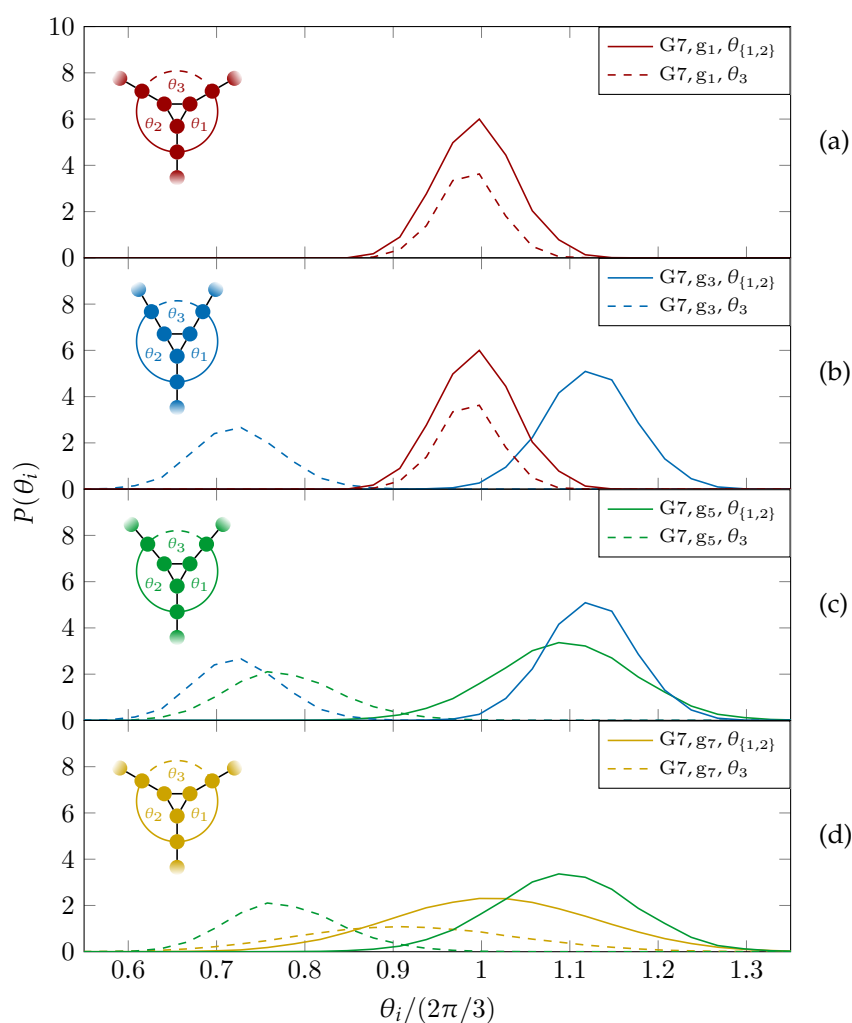 10
8
6
4
2
0
G7, g₁, θ_{1,2}
G7, g₁, θ₃
θ₃
θ₂ θ₁
(a)
8
6
4
2
0
G7, g₃, θ_{1,2}
G7, g₃, θ₃
θ₃
θ₂ θ₁
(b)
P(θᵢ)
8
6
4
2
0
G7, g₅, θ_{1,2}
G7, g₅, θ₃
θ₃
θ₂ θ₁
(c)
8
6
4
2
0
G7, g₇, θ_{1,2}
G7, g₇, θ₃
θ₃
θ₂ θ₁
(d)
0.6 0.7 0.8 0.9 1 1.1 1.2 1.3
θᵢ/(2π/3)